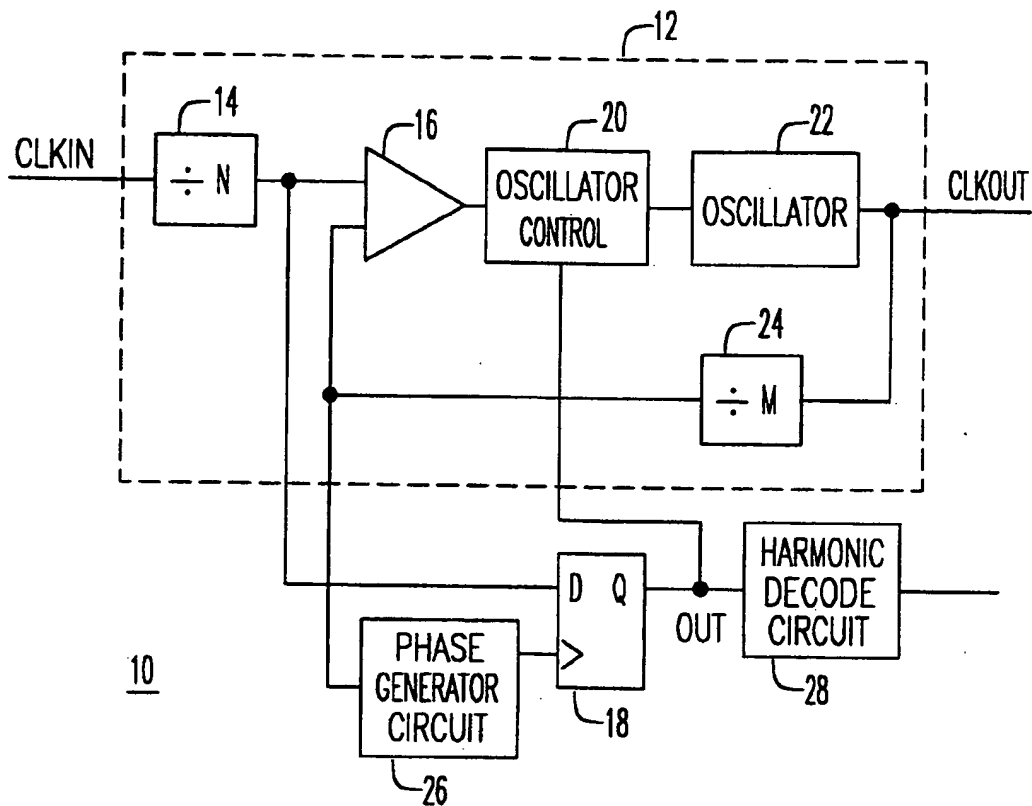 12
14
16
20
22
CLKIN
÷ N
OSCILLATOR
CONTROL
OSCILLATOR
CLKOUT
24
÷ M
D Q
OUT
HARMONIC
DECODE
CIRCUIT
PHASE
GENERATOR
CIRCUIT
10
18
28
26